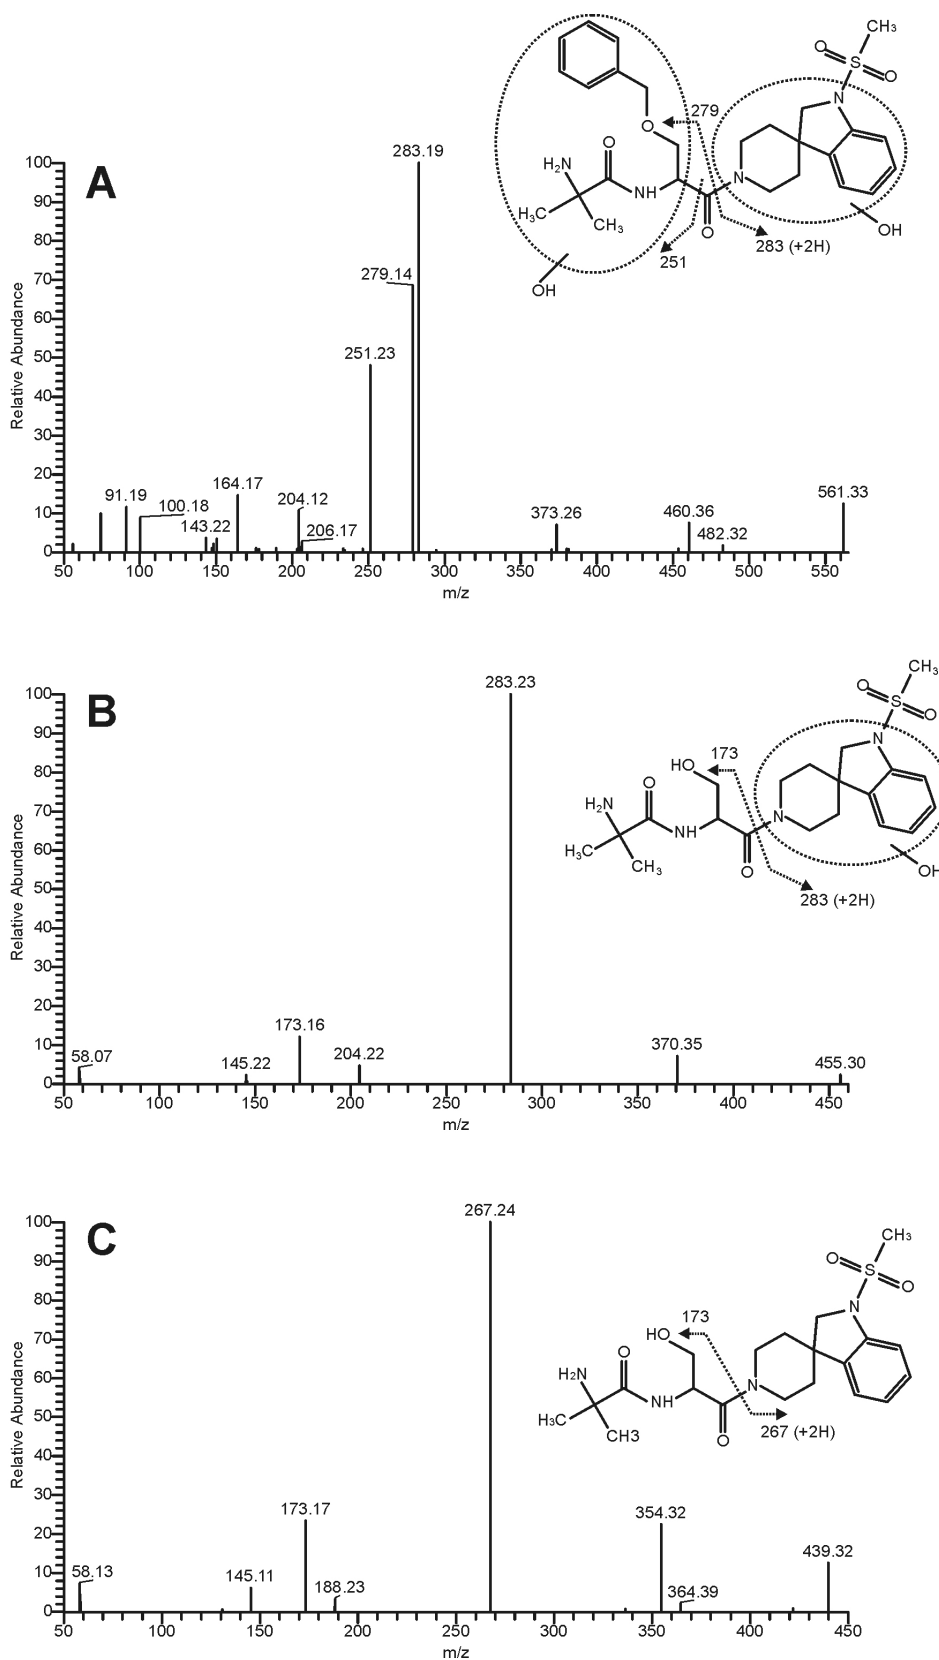 A
CH3
O
S
O
N
279
O
O
H2N
N
NH
H3C
CH3
O
OH
283 (+2H)
251
OH
283.19
279.14
251.23
91.19
100.18
143.22
164.17
204.12
206.17
373.26
460.36
482.32
561.33
Relative Abundance
100
90
80
70
60
50
40
30
20
10
0
50 100 150 200 250 300 350 400 450 500 550
m/z
B
283.23
CH3
O
S
O
N
173
HO
O
H2N
N
NH
H3C
CH3
O
OH
283 (+2H)
58.07
145.22
173.16
204.22
370.35
455.30
Relative Abundance
100
90
80
70
60
50
40
30
20
10
0
50 100 150 200 250 300 350 400 450
m/z
C
267.24
CH3
O
S
O
N
173
HO
O
H2N
N
NH
H3C
CH3
O
267 (+2H)
58.13
145.11
173.17
188.23
354.32
364.39
439.32
Relative Abundance
100
90
80
70
60
50
40
30
20
10
0
50 100 150 200 250 300 350 400 450
m/z